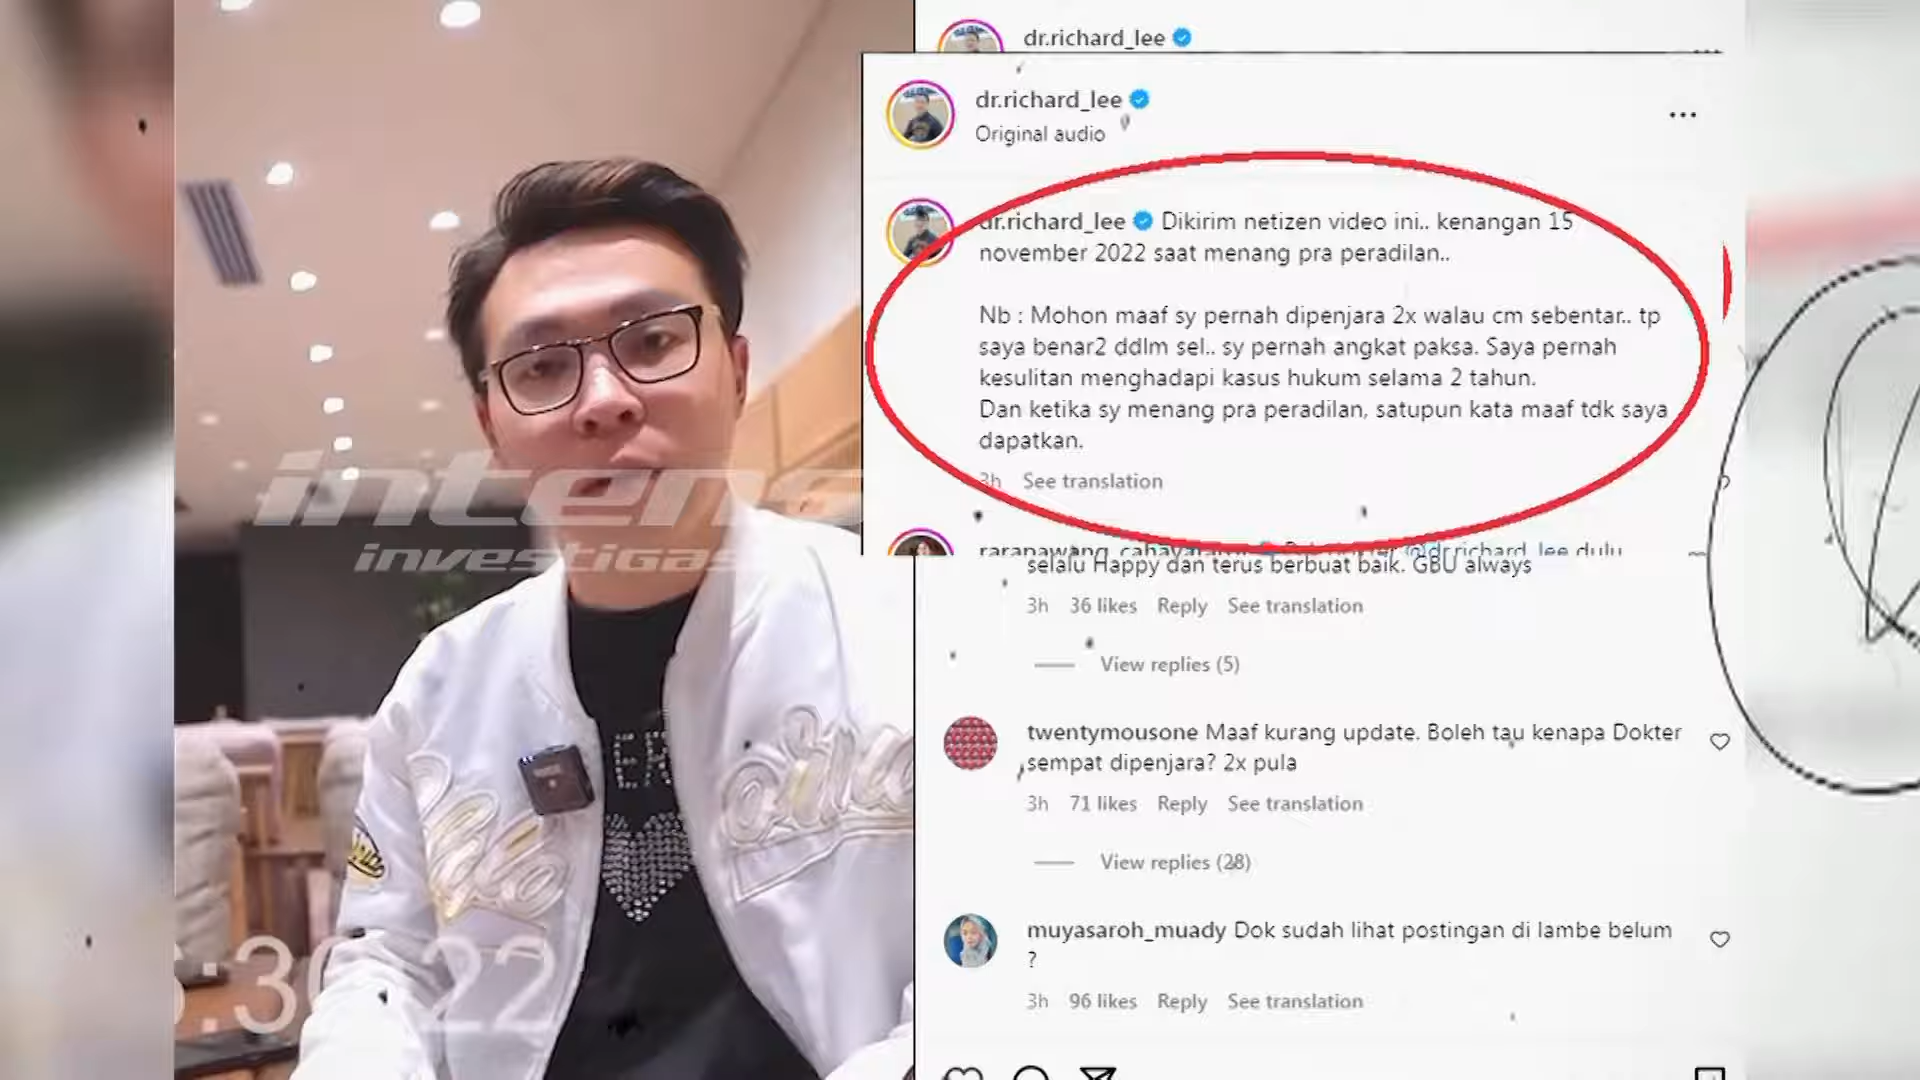 dr.richard_lee
dr.richard_lee
Original audio
dr.richard_lee Dikirim netizen video ini.. kenangan 15
november 2022 saat menang pra peradilan..
Nb : Mohon maaf sy pernah dipenjara 2x walau cm sebentar.. tp
saya benar2 ddlm sel.. sy pernah angkat paksa. Saya pernah
kesulitan menghadapi kasus hukum selama 2 tahun.
Dan ketika sy menang pra peradilan, satupun kata maaf tdk saya
dapatkan.
3h See translation
@dr.richard_lee dulu
selalu Happy dan terus berbuat baik. GBU always
3h 36 likes Reply See translation
View replies (5)
twentymousone Maaf kurang update. Boleh tau kenapa Dokter
sempat dipenjara? 2x pula
3h 71 likes Reply See translation
View replies (28)
muyasaroh_muady Dok sudah lihat postingan di lambe belum
?
3h 96 likes Reply See translation
intens
investigasi